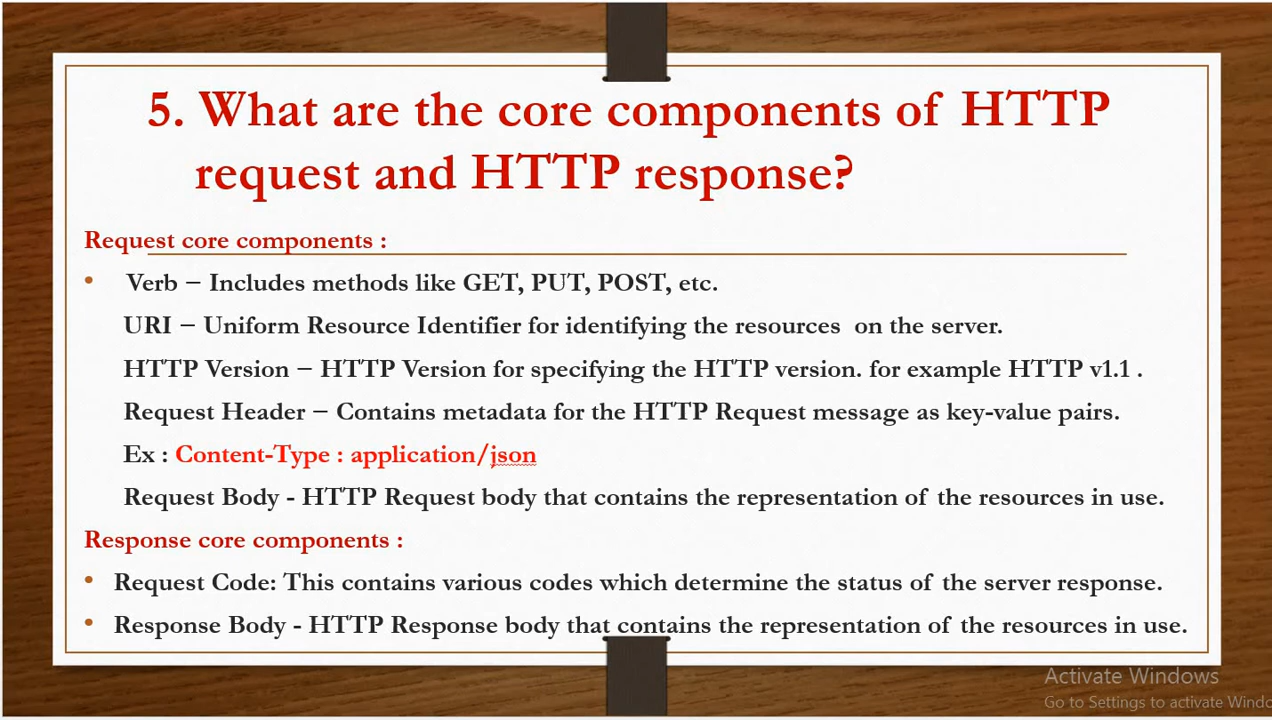 5. What are the core components of HTTP
request and HTTP response?
Request core components :
• Verb – Includes methods like GET, PUT, POST, etc.
URI – Uniform Resource Identifier for identifying the resources on the server.
HTTP Version – HTTP Version for specifying the HTTP version. for example HTTP v1.1 .
Request Header – Contains metadata for the HTTP Request message as key-value pairs.
Ex : Content-Type : application/json
Request Body - HTTP Request body that contains the representation of the resources in use.
Response core components :
• Request Code: This contains various codes which determine the status of the server response.
• Response Body - HTTP Response body that contains the representation of the resources in use.
Activate Windows
Go to Settings to activate Windo